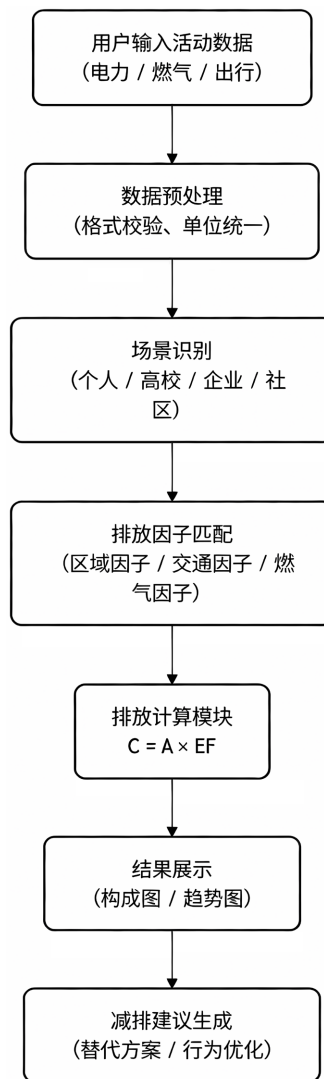 用户输入活动数据
（电力 / 燃气 / 出行）
数据预处理
（格式校验、单位统一）
场景识别
（个人 / 高校 / 企业 / 社
区）
排放因子匹配
（区域因子 / 交通因子 / 燃
气因子）
排放计算模块
C = A × EF
结果展示
（构成图 / 趋势图）
减排建议生成
（替代方案 / 行为优化）